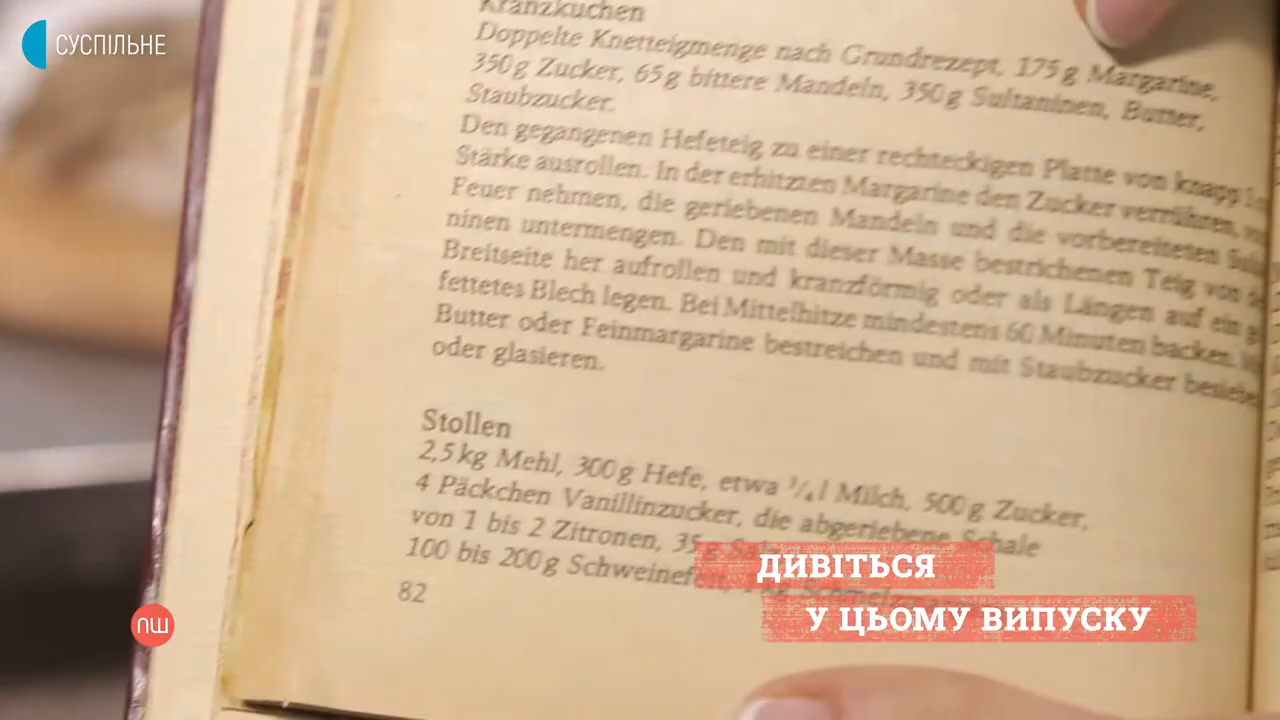 СУСПІЛЬНЕ
Kranzkuchen
Doppelte Knetteigmenge nach Grundrezept, 175 g Margarine,
350 g Zucker, 65 g bittere Mandeln, 350 g Sultaninen, Butter,
Staubzucker.
Den gegangenen Hefeteig zu einer rechteckigen Platte von knapp
Stärke ausrollen. In der erhitzten Margarine den Zucker verrühren,
Feuer nehmen, die geriebenen Mandeln und die vorbereiteten
ninen untermengen. Den mit dieser Masse bestrichenen Teig von
Breitseite her aufrollen und kranzförmig oder als Längen auf ein
fettetes Blech legen. Bei Mittelhitze mindestens 60 Minuten backen.
Butter oder Feinmargarine bestreichen und mit Staubzucker
oder glasieren.
Stollen
2,5 kg Mehl, 300 g Hefe, etwa ³/₄ l Milch, 500 g Zucker,
4 Päckchen Vanillinzucker, die abgeriebene Schale
von 1 bis 2 Zitronen, 35 g
100 bis 200 g
82
ДИВІТЬСЯ
У ЦЬОМУ ВИПУСКУ
пш